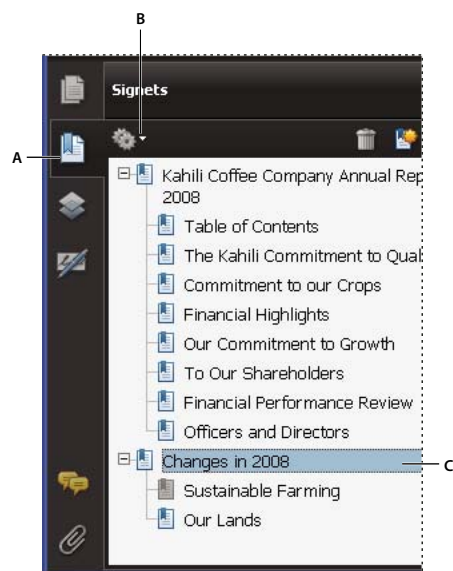 B
Signets
A
Kahili Coffee Company Annual Rep
2008
Table of Contents
The Kahili Commitment to Qual
Commitment to our Crops
Financial Highlights
Our Commitment to Growth
To Our Shareholders
Financial Performance Review
Officers and Directors
Changes in 2008
C
Sustainable Farming
Our Lands